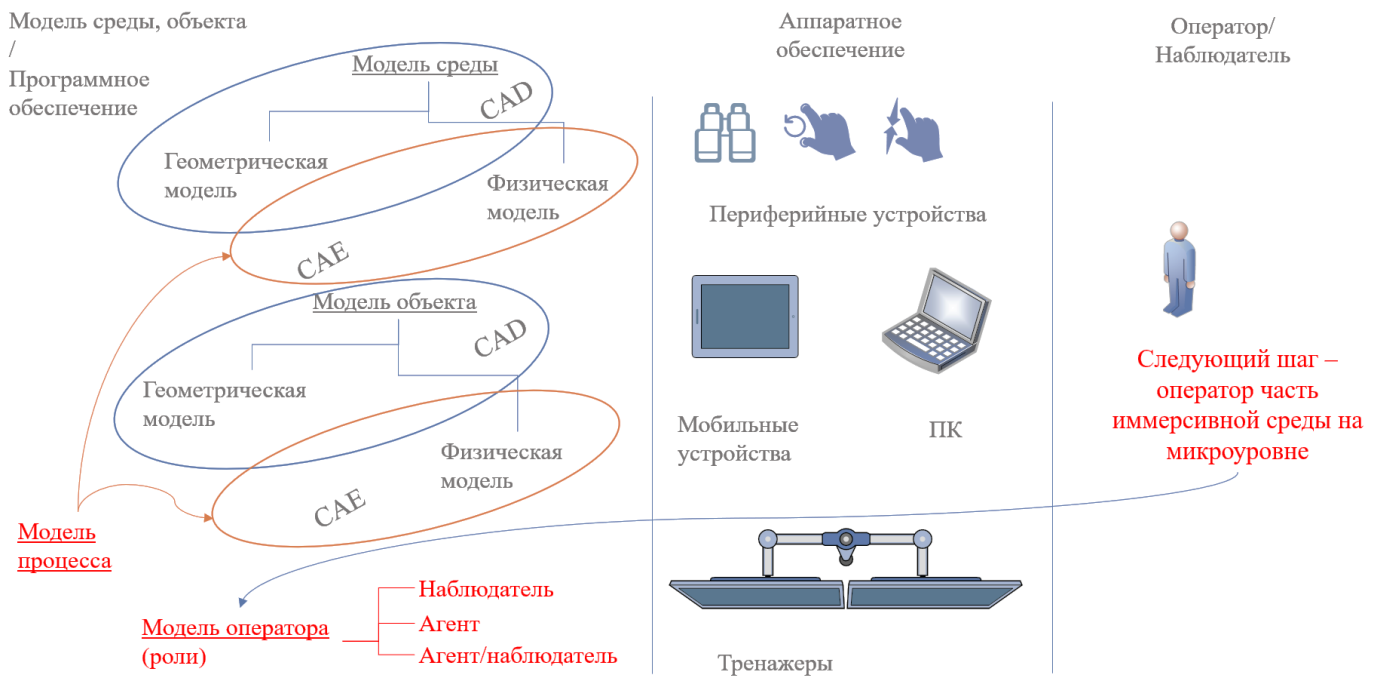 Модель среды, объекта
/
Программное
обеспечение
Модель среды
CAD
Геометрическая
модель
Физическая
модель
CAE
Модель объекта
CAD
Геометрическая
модель
Физическая
модель
CAE
Модель
процесса
Модель оператора
(роли)
Наблюдатель
Агент
Агент/наблюдатель
Аппаратное
обеспечение
Периферийные устройства
Мобильные
устройства
ПК
Тренажеры
Оператор/
Наблюдатель
Следующий шаг –
оператор часть
иммерсивной среды на
микроуровне